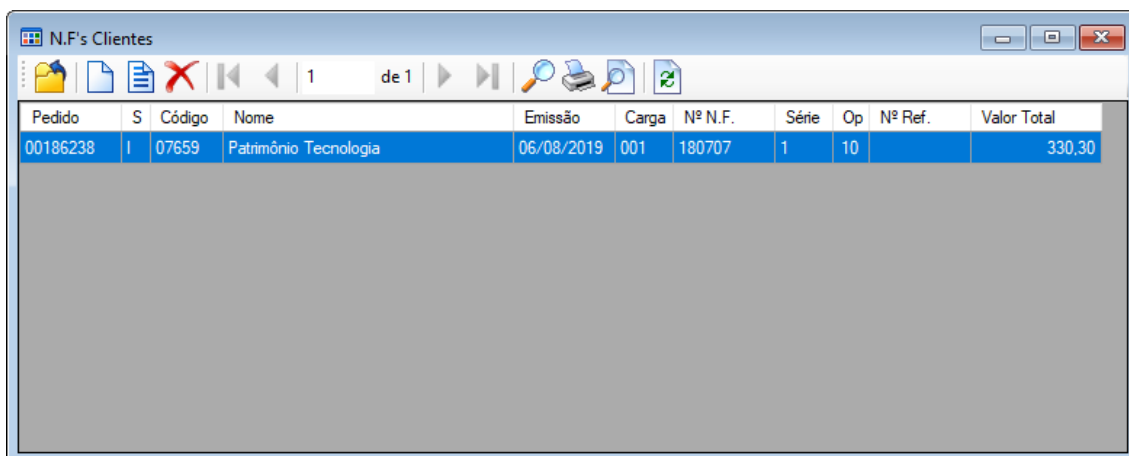 N.F's Clientes
1 de 1
Pedido S Código Nome Emissão Carga Nº N.F. Série Op Nº Ref. Valor Total
00186238 I 07659 Patrimônio Tecnologia 06/08/2019 001 180707 1 10 330,30